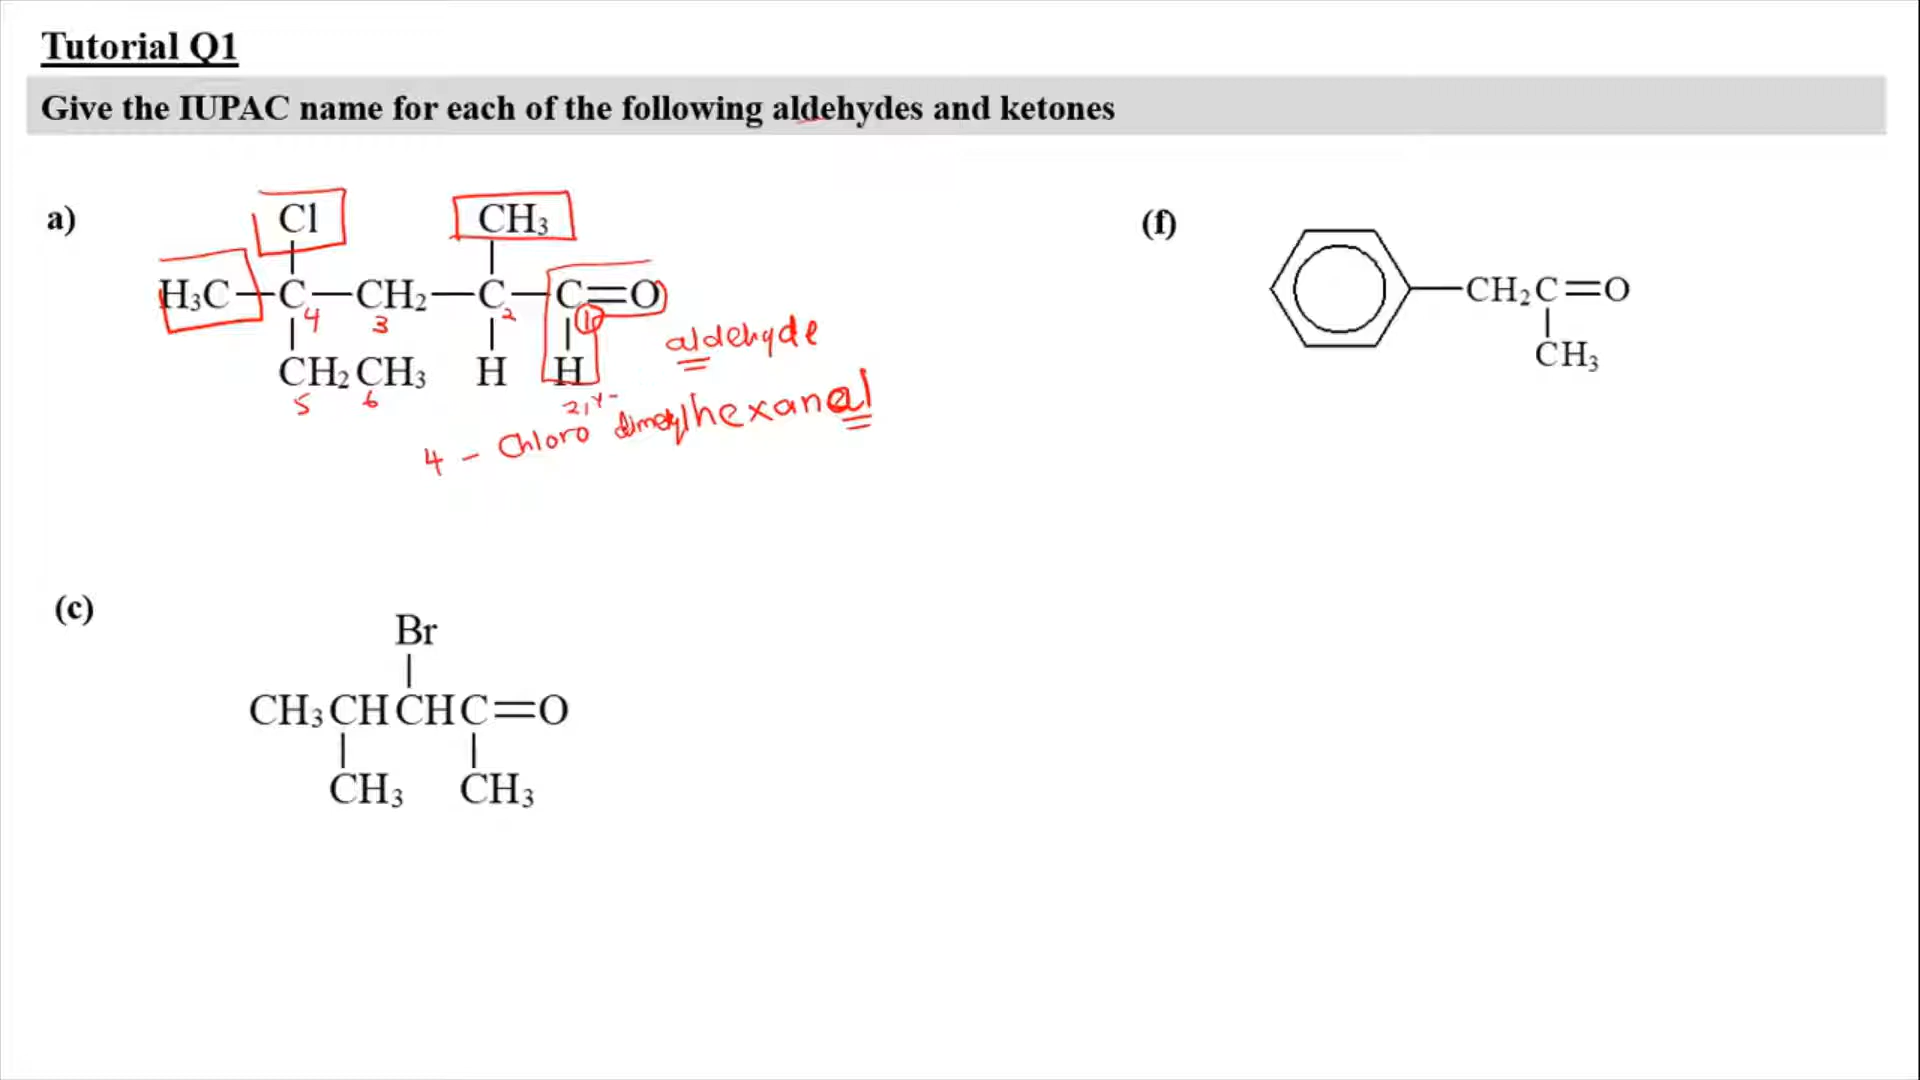 Tutorial Q1
Give the IUPAC name for each of the following aldehydes and ketones
a)
Cl CH₃
H₃C—C—CH₂—C—C=O
4 3 2 1
CH₂CH₃ H H
5 6
aldehyde
2,4-
4 - Chloro dimethylhexanal
(f)
CH₂C=O
CH₃
(c)
Br
CH₃CHCHC=O
CH₃ CH₃